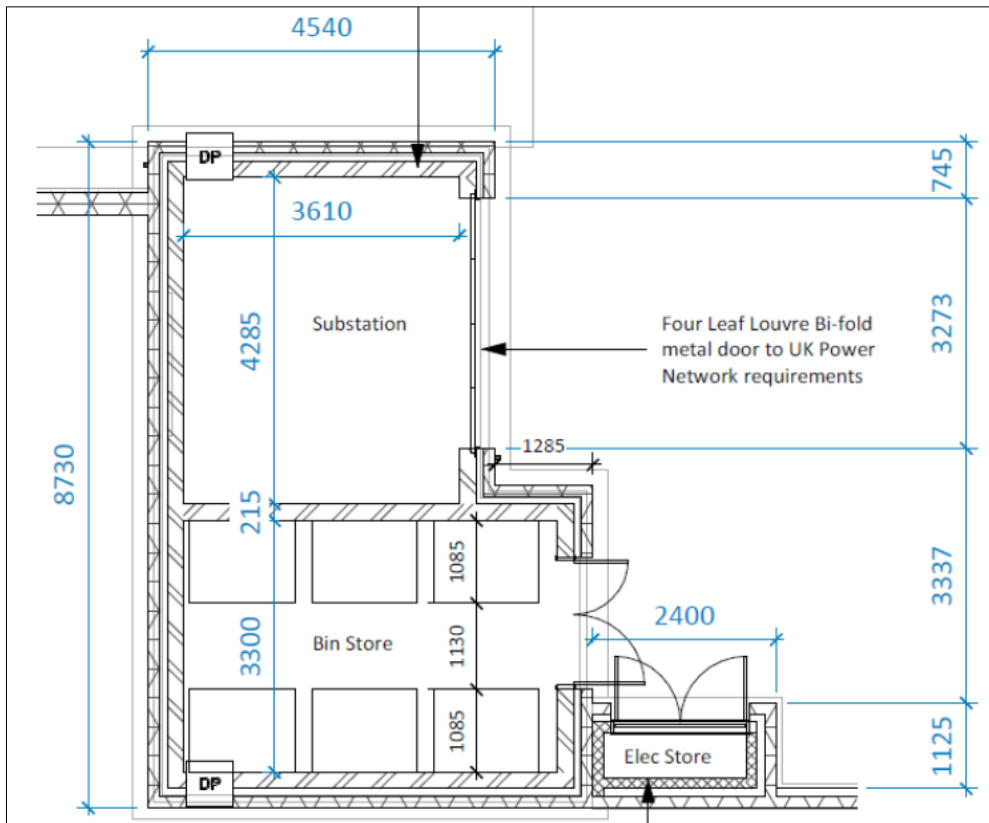 4540
DP
745
3610
Substation
4285
3273
Four Leaf Louvre Bi-fold
metal door to UK Power
Network requirements
8730
1285
215
1085
3337
2400
Bin Store
1130
3300
1085
Elec Store
1125
DP